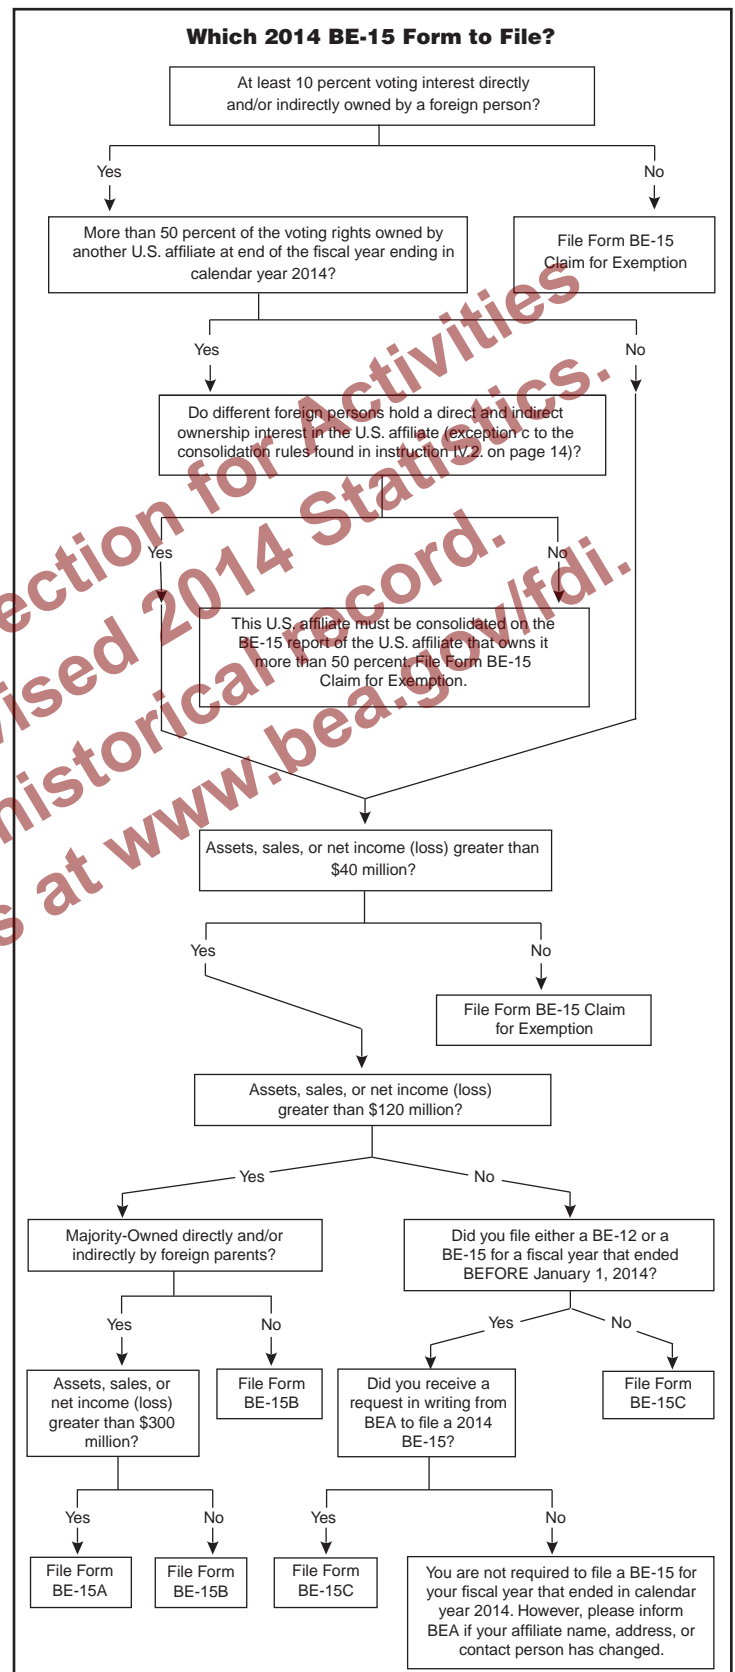 Which 2014 BE-15 Form to File?
At least 10 percent voting interest directly
and/or indirectly owned by a foreign person?
Yes
No
More than 50 percent of the voting rights owned by
another U.S. affiliate at end of the fiscal year ending in
calendar year 2014?
File Form BE-15
Claim for Exemption
Yes
No
Do different foreign persons hold a direct and indirect
ownership interest in the U.S. affiliate (exception c to the
consolidation rules found in instruction IV.2. on page 14)?
Yes
No
This U.S. affiliate must be consolidated on the
BE-15 report of the U.S. affiliate that owns it
more than 50 percent. File Form BE-15
Claim for Exemption.
Assets, sales, or net income (loss) greater than
$40 million?
Yes
No
File Form BE-15 Claim
for Exemption
Assets, sales, or net income (loss)
greater than $120 million?
Yes
No
Majority-Owned directly and/or
indirectly by foreign parents?
Did you file either a BE-12 or a
BE-15 for a fiscal year that ended
BEFORE January 1, 2014?
Yes
No
Yes
No
Assets, sales, or
net income (loss)
greater than $300
million?
File Form
BE-15B
Did you receive a
request in writing from
BEA to file a 2014
BE-15?
File Form
BE-15C
Yes
No
Yes
No
File Form
BE-15A
File Form
BE-15B
File Form
BE-15C
You are not required to file a BE-15 for
your fiscal year that ended in calendar
year 2014. However, please inform
BEA if your affiliate name, address, or
contact person has changed.
ection for Activities
ised 2014 Statistics.
historical record.
s at www.bea.gov/fdi.